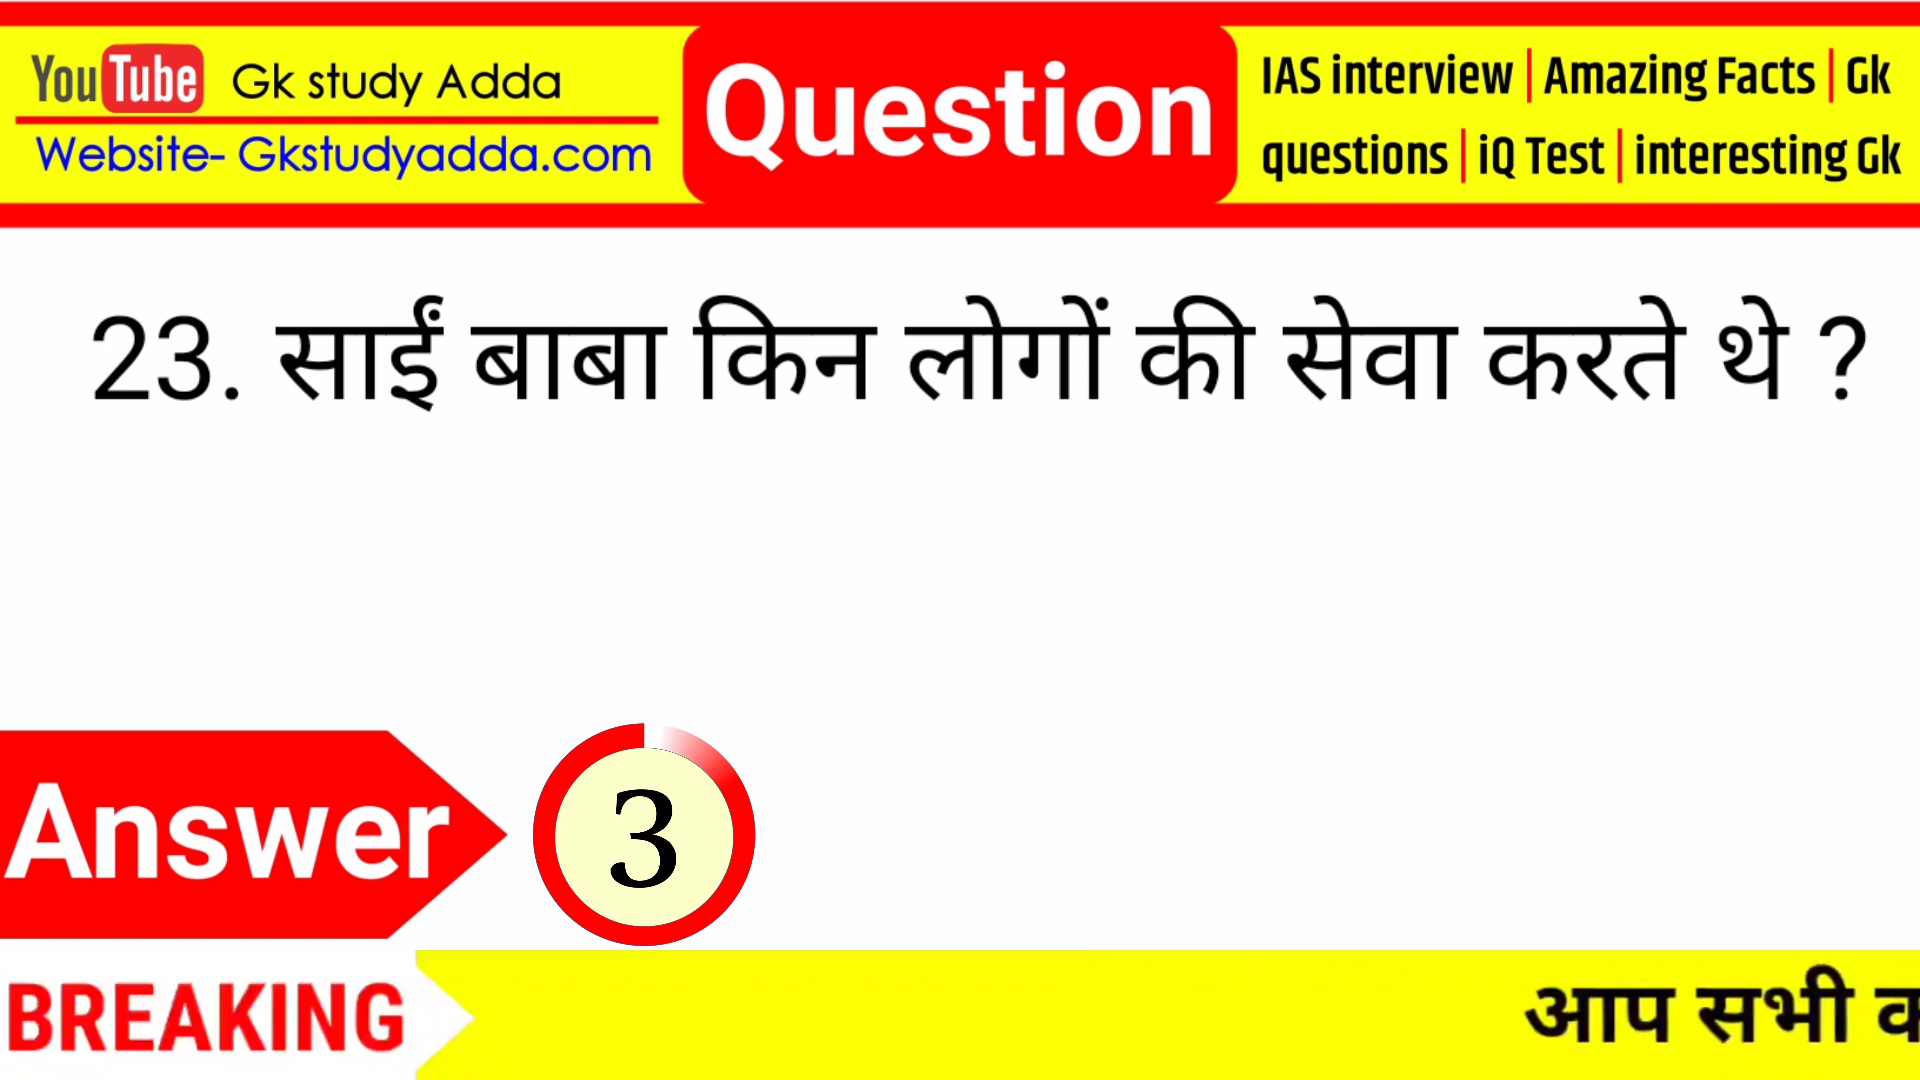 YouTube Gk study Adda
Website- Gkstudyadda.com
Question
IAS interview | Amazing Facts | Gk
questions | iQ Test | interesting Gk
23. साईं बाबा किन लोगों की सेवा करते थे ?
Answer
3
BREAKING
आप सभी